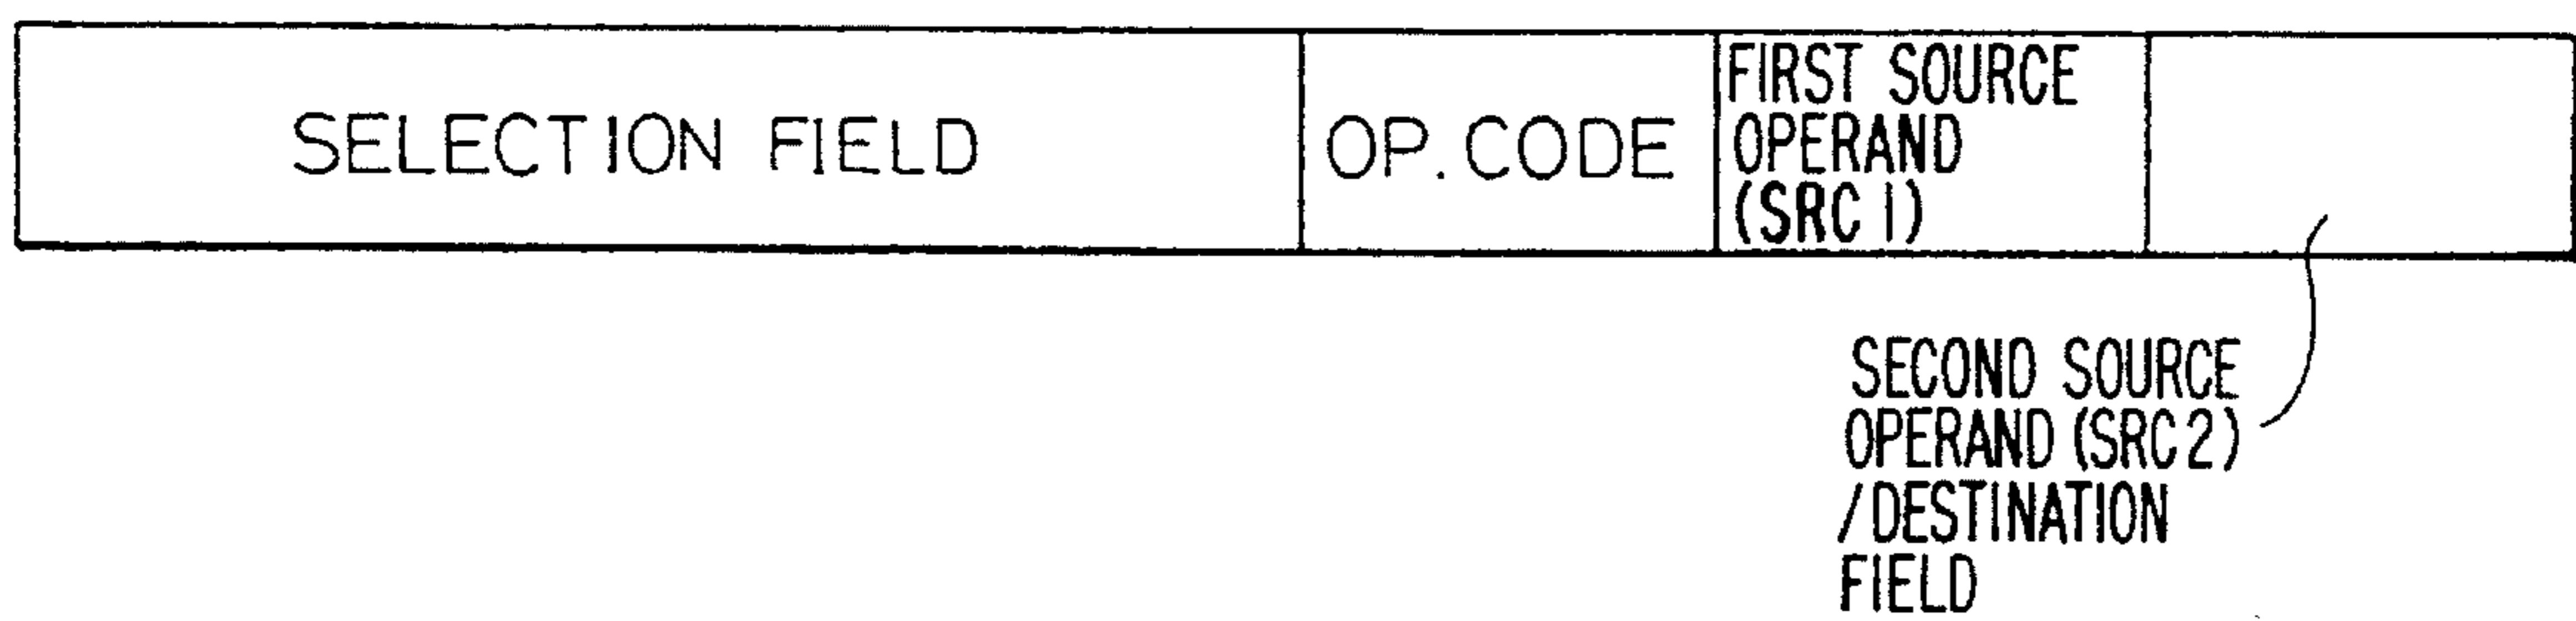 SELECTION FIELD
OP. CODE
FIRST SOURCE
OPERAND
(SRC 1)
SECOND SOURCE
OPERAND (SRC 2)
/DESTINATION
FIELD